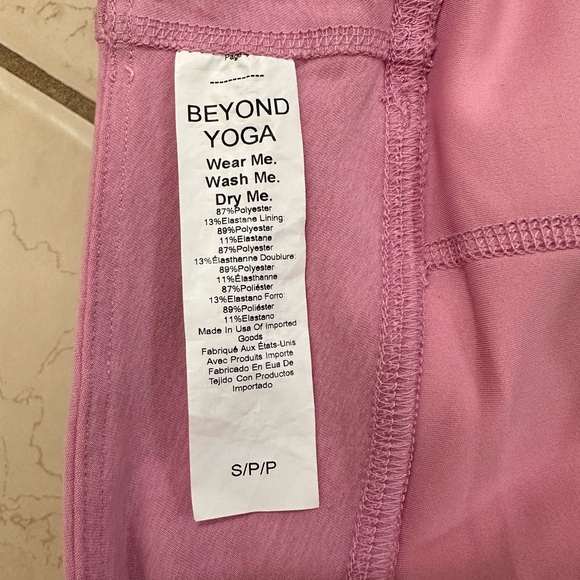 Page
------------
BEYOND
YOGA
Wear Me.
Wash Me.
Dry Me.
87%Polyester
13%Elastane Lining:
89%Polyester
11%Elastane
87%Polyester
13%Élasthanne Doublure:
89%Polyester
11%Élasthanne
87%Poliéster
13%Elastano Forro:
89%Poliéster
11%Elastano
Made In Usa Of Imported
Goods
Fabriqué Aux États-Unis
Avec Produits Importe
Fabricado En Eua De
Tejido Con Productos
Importado
S/P/P